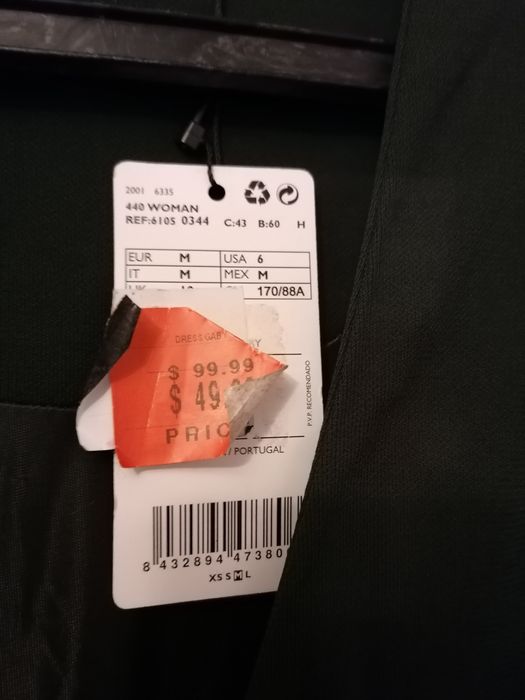 2001 6335
440 WOMAN
REF:6105 0344 C:43 B:60 H
EUR M USA 6
IT M MEX M
170/88A
DRESS GABY
$ 99.99
$ 49
P.V.P. RECOMENDADO
PORTUGAL
8 432894 47380
XS S M L